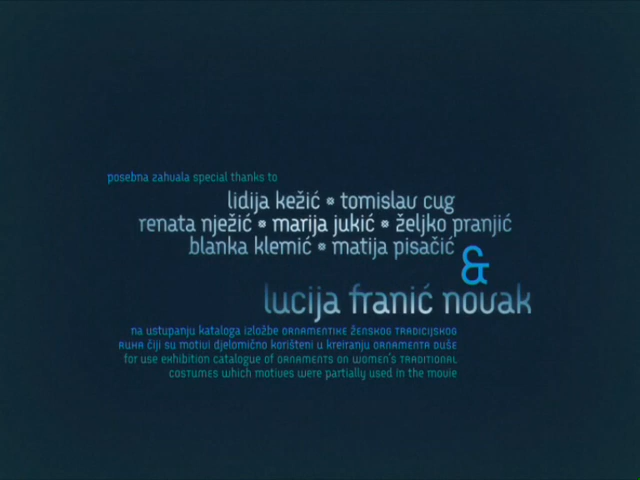 posebna zahvala special thanks to
lidija kežić • tomislav cug
renata nježić • marija jukić • željko pranjić
blanka klemić • matija pisačić
&
lucija franić novak
na ustupanju kataloga izložbe ORNAMENTIKE ŽENSKOG TRADICIJSKOG
RUHA čiji su motivi djelomično korišteni u kreiranju ORNAMENTA DUŠE
for use exhibition catalogue of ORNAMENTS ON WOMEN'S TRADITIONAL
COSTUMES which motives were partially used in the movie